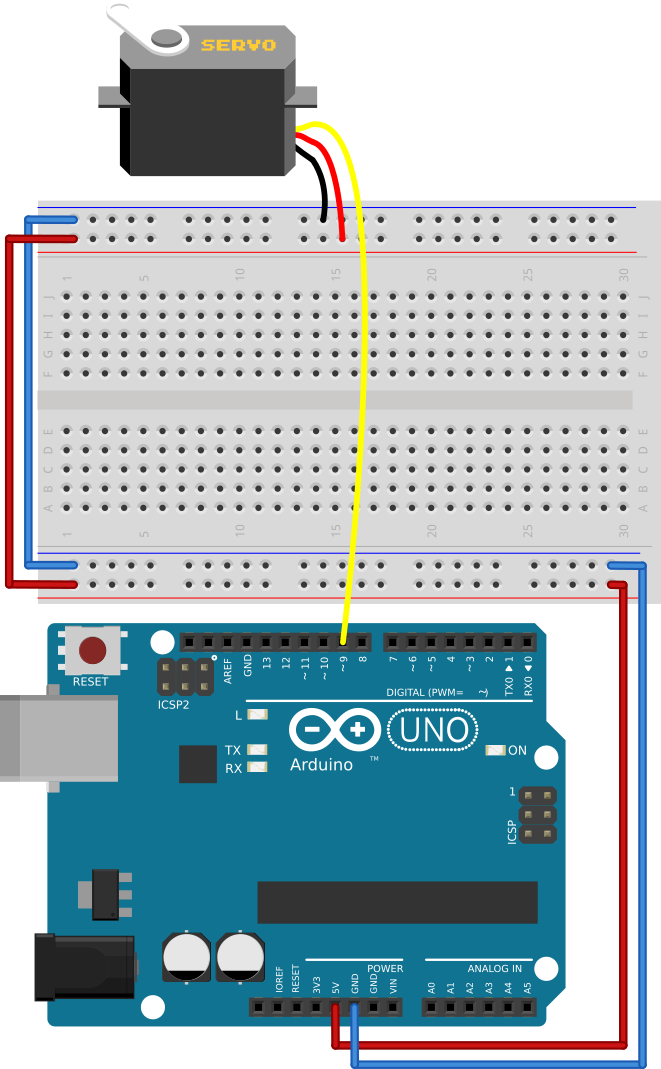 SERVO
1 5 10 15 20 25 30
J J
I I
H H
G G
F F
E E
D D
C C
B B
A A
1 5 10 15 20 25 30
RESET
ICSP2
AREF
GND
13
12
~11
~10
~9
8
7
~6
~5
4
~3
2
TX0 ▶ 1
RX0 ◀ 0
DIGITAL (PWM= ~)
L
TX
RX
Arduino
TM
UNO
ON
1
ICSP
POWER
ANALOG IN
IOREF
RESET
3V3
5V
GND
GND
VIN
A0
A1
A2
A3
A4
A5